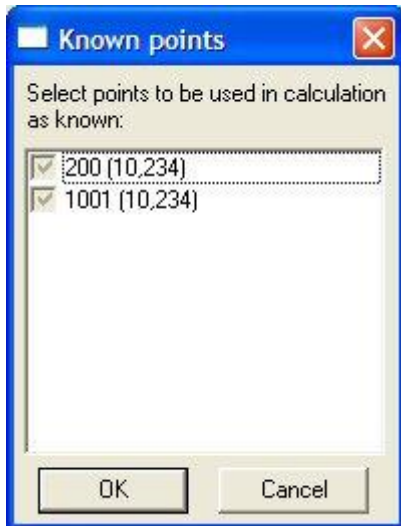 Known points
Select points to be used in calculation
as known:
200 (10,234)
1001 (10,234)
OK
Cancel